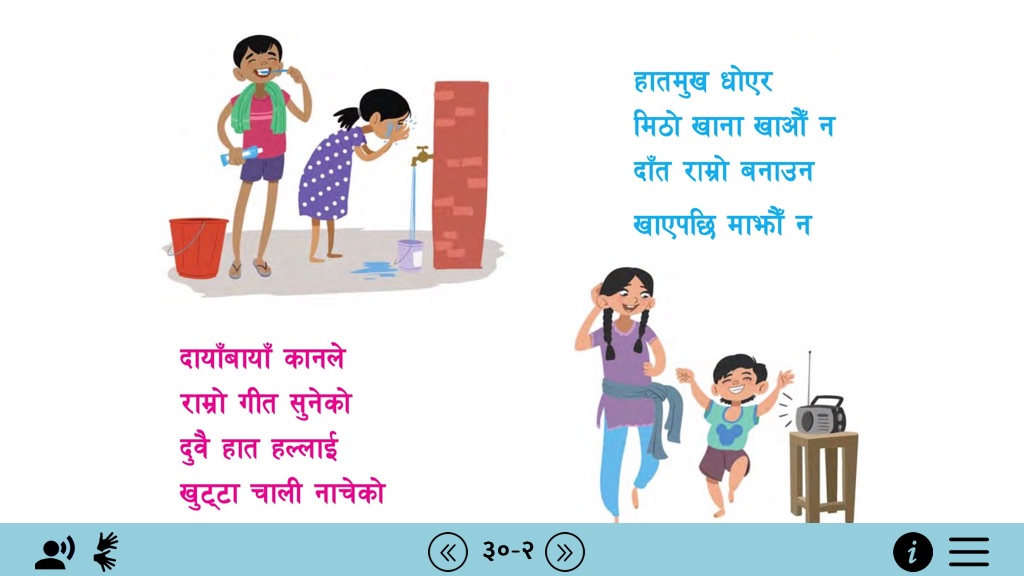 हातमुख धोएर
मिठो खाना खाऔँ न
दाँत राम्रो बनाउन
खाएपछि माझौँ न
दायाँबायाँ कानले
राम्रो गीत सुनेको
दुवै हात हल्लाई
खुट्टा चाली नाचेको
३०-२
i